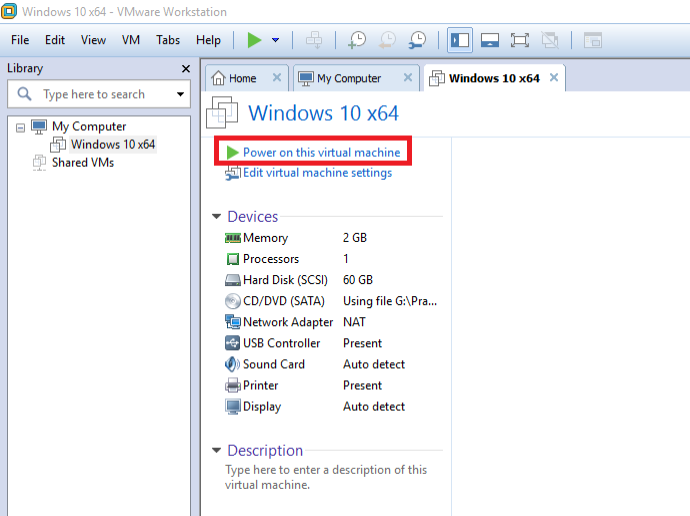 Windows 10 x64 - VMware Workstation
File Edit View VM Tabs Help
Library
Home My Computer Windows 10 x64
Type here to search
My Computer
Windows 10 x64
Shared VMs
Windows 10 x64
Power on this virtual machine
Edit virtual machine settings
Devices
Memory 2 GB
Processors 1
Hard Disk (SCSI) 60 GB
CD/DVD (SATA) Using file G:\Pra...
Network Adapter NAT
USB Controller Present
Sound Card Auto detect
Printer Present
Display Auto detect
Description
Type here to enter a description of this
virtual machine.